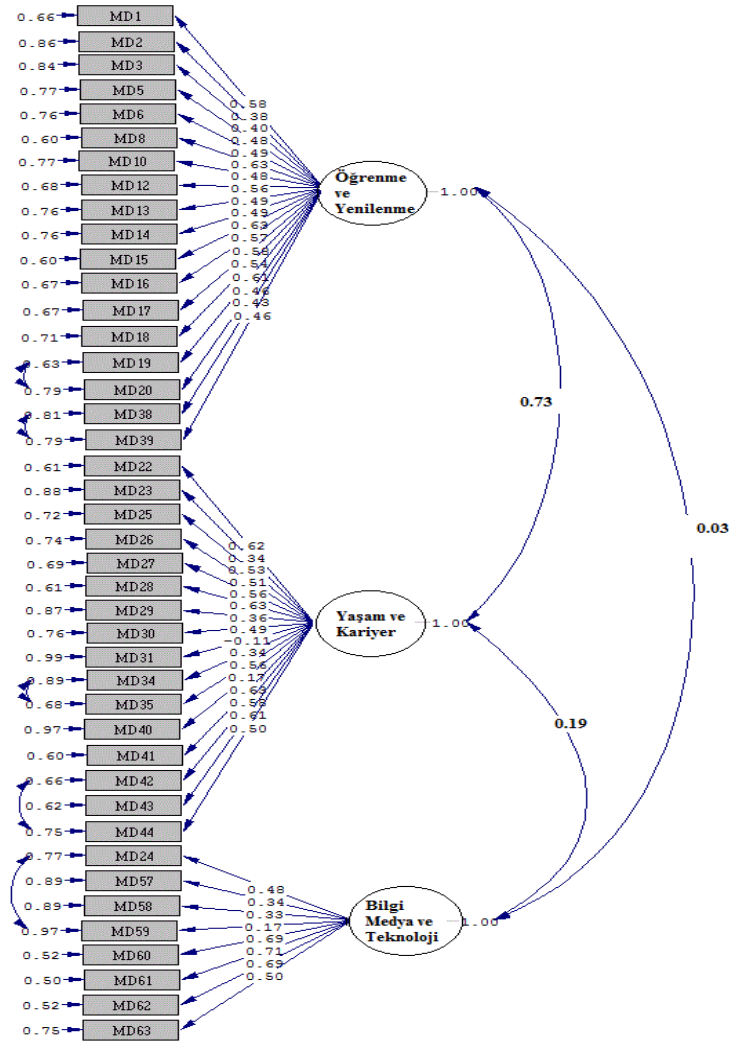 0.66 MD1
0.86 MD2
0.84 MD3
0.77 MD5
0.76 MD6
0.60 MD8
0.77 MD10
0.68 MD12
0.76 MD13
0.76 MD14
0.60 MD15
0.67 MD16
0.67 MD17
0.71 MD18
0.63 MD19
0.79 MD20
0.81 MD38
0.79 MD39
0.58
0.38
0.40
0.48
0.49
0.63
0.48
0.56
0.49
0.49
0.63
0.57
0.58
0.54
0.61
0.46
0.43
0.46
Öğrenme
ve
Yenilenme
1.00
0.73
0.03
0.61 MD22
0.88 MD23
0.72 MD25
0.74 MD26
0.69 MD27
0.61 MD28
0.87 MD29
0.76 MD30
0.99 MD31
0.89 MD34
0.68 MD35
0.97 MD40
0.60 MD41
0.66 MD42
0.62 MD43
0.75 MD44
0.62
0.34
0.53
0.51
0.56
0.63
0.36
0.49
-0.11
0.34
0.56
0.17
0.63
0.58
0.61
0.50
Yaşam ve
Kariyer
1.00
0.19
0.77 MD24
0.89 MD57
0.89 MD58
0.97 MD59
0.52 MD60
0.50 MD61
0.52 MD62
0.75 MD63
0.48
0.34
0.33
0.17
0.69
0.71
0.69
0.50
Bilgi
Medya ve
Teknoloji
1.00